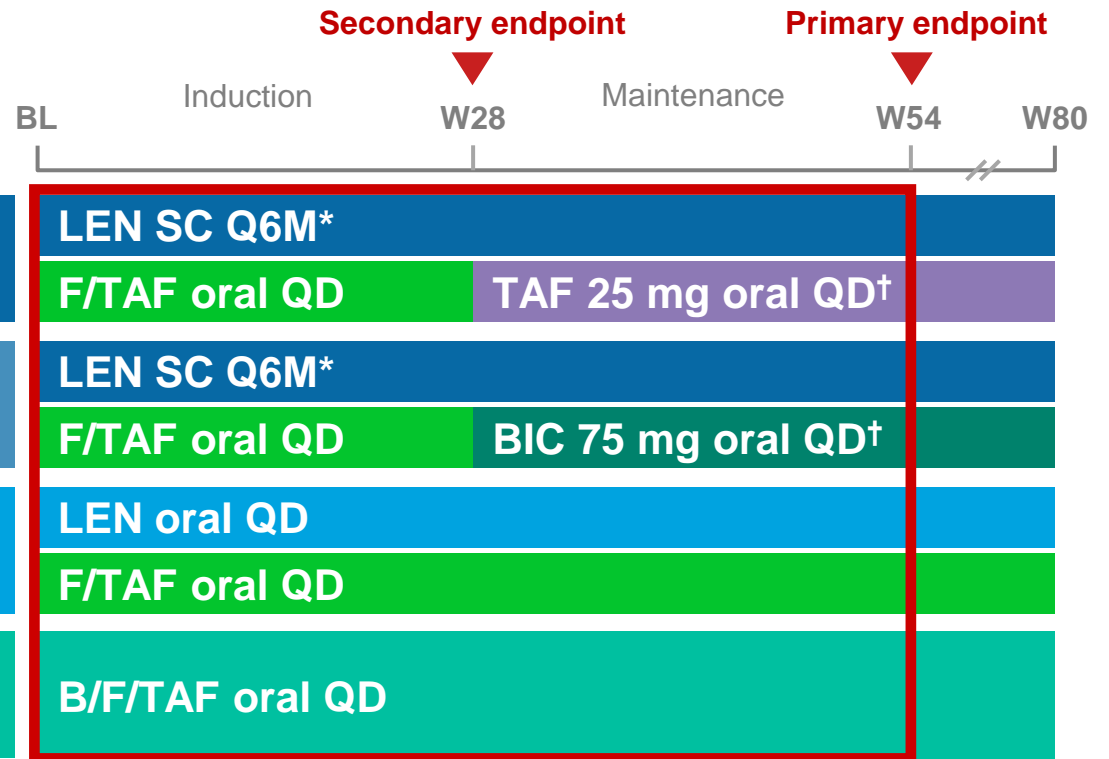 Secondary endpoint Primary endpoint
Induction Maintenance
BL W28 W54 W80
LEN SC Q6M*
F/TAF oral QD TAF 25 mg oral QD†
LEN SC Q6M*
F/TAF oral QD BIC 75 mg oral QD†
LEN oral QD
F/TAF oral QD
B/F/TAF oral QD